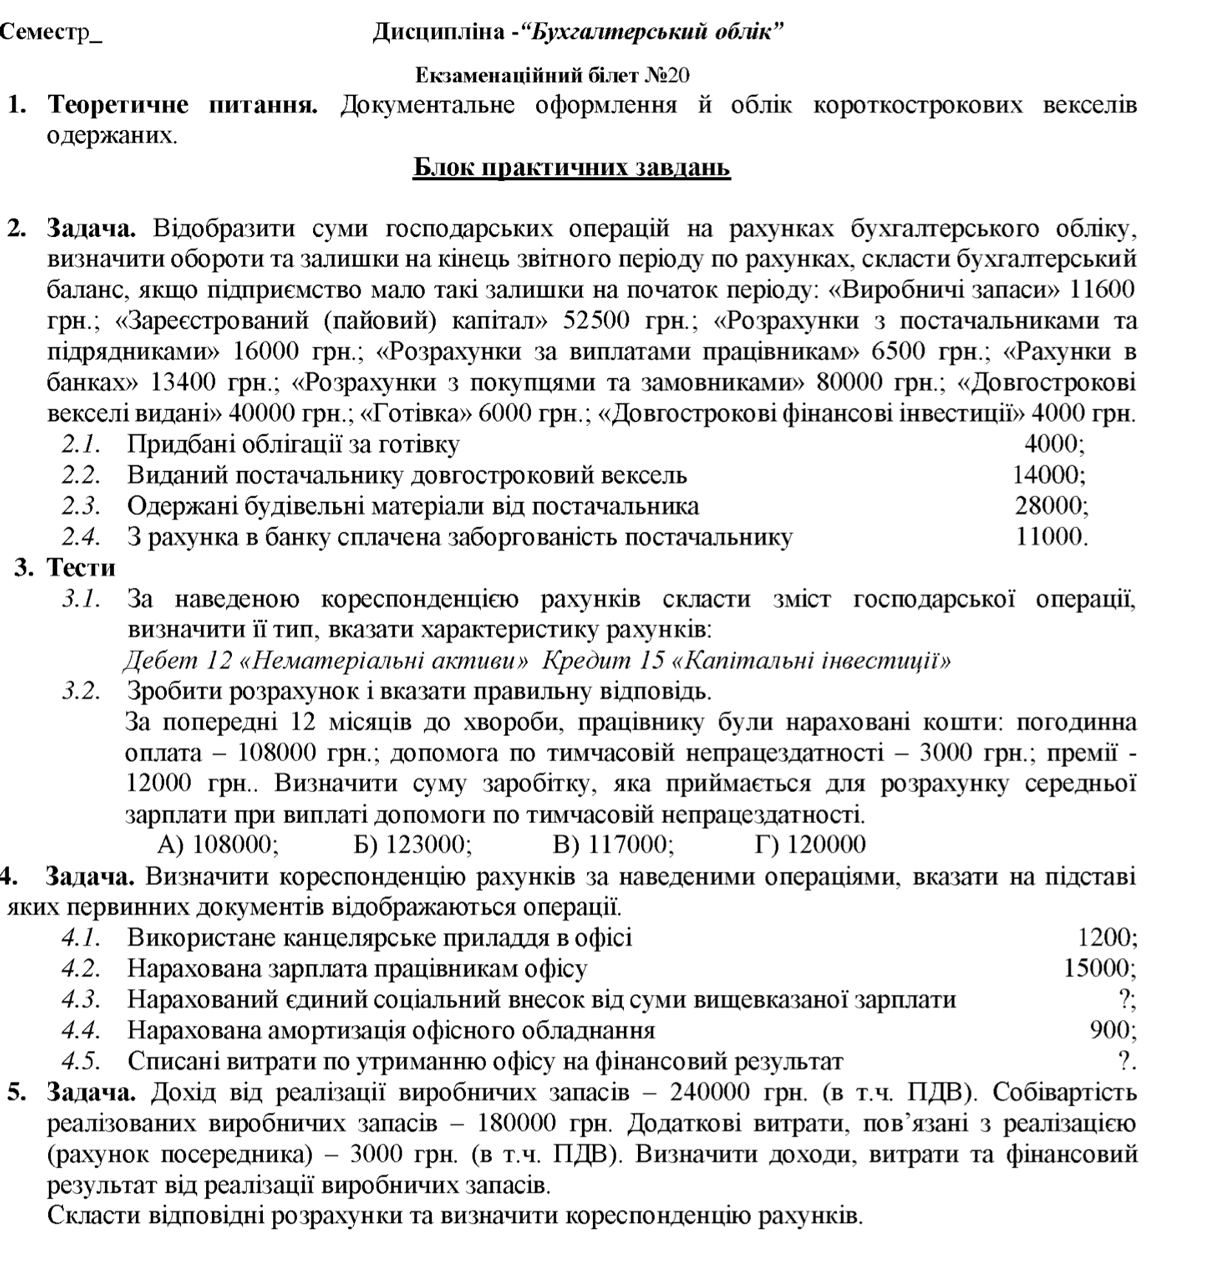 Семестр_ Дисципліна -“Бухгалтерський облік”
Екзаменаційний білет №20
1. Теоретичне питання. Документальне оформлення й облік короткострокових векселів
одержаних.
Блок практичних завдань
2. Задача. Відобразити суми господарських операцій на рахунках бухгалтерського обліку,
визначити обороти та залишки на кінець звітного періоду по рахунках, скласти бухгалтерський
баланс, якщо підприємство мало такі залишки на початок періоду: «Виробничі запаси» 11600
грн.; «Зареєстрований (пайовий) капітал» 52500 грн.; «Розрахунки з постачальниками та
підрядниками» 16000 грн.; «Розрахунки за виплатами працівникам» 6500 грн.; «Рахунки в
банках» 13400 грн.; «Розрахунки з покупцями та замовниками» 80000 грн.; «Довгострокові
векселі видані» 40000 грн.; «Готівка» 6000 грн.; «Довгострокові фінансові інвестиції» 4000 грн.
2.1. Придбані облігації за готівку 4000;
2.2. Виданий постачальнику довгостроковий вексель 14000;
2.3. Одержані будівельні матеріали від постачальника 28000;
2.4. З рахунка в банку сплачена заборгованість постачальнику 11000.
3. Тести
3.1. За наведеною кореспонденцією рахунків скласти зміст господарської операції,
визначити її тип, вказати характеристику рахунків:
Дебет 12 «Нематеріальні активи» Кредит 15 «Капітальні інвестиції»
3.2. Зробити розрахунок і вказати правильну відповідь.
За попередні 12 місяців до хвороби, працівнику були нараховані кошти: погодинна
оплата – 108000 грн.; допомога по тимчасовій непрацездатності – 3000 грн.; премії -
12000 грн.. Визначити суму заробітку, яка приймається для розрахунку середньої
зарплати при виплаті допомоги по тимчасовій непрацездатності.
А) 108000; Б) 123000; В) 117000; Г) 120000
4. Задача. Визначити кореспонденцію рахунків за наведеними операціями, вказати на підставі
яких первинних документів відображаються операції.
4.1. Використане канцелярське приладдя в офісі 1200;
4.2. Нарахована зарплата працівникам офісу 15000;
4.3. Нарахований єдиний соціальний внесок від суми вищевказаної зарплати ?;
4.4. Нарахована амортизація офісного обладнання 900;
4.5. Списані витрати по утриманню офісу на фінансовий результат ?.
5. Задача. Дохід від реалізації виробничих запасів – 240000 грн. (в т.ч. ПДВ). Собівартість
реалізованих виробничих запасів – 180000 грн. Додаткові витрати, пов’язані з реалізацією
(рахунок посередника) – 3000 грн. (в т.ч. ПДВ). Визначити доходи, витрати та фінансовий
результат від реалізації виробничих запасів.
Скласти відповідні розрахунки та визначити кореспонденцію рахунків.